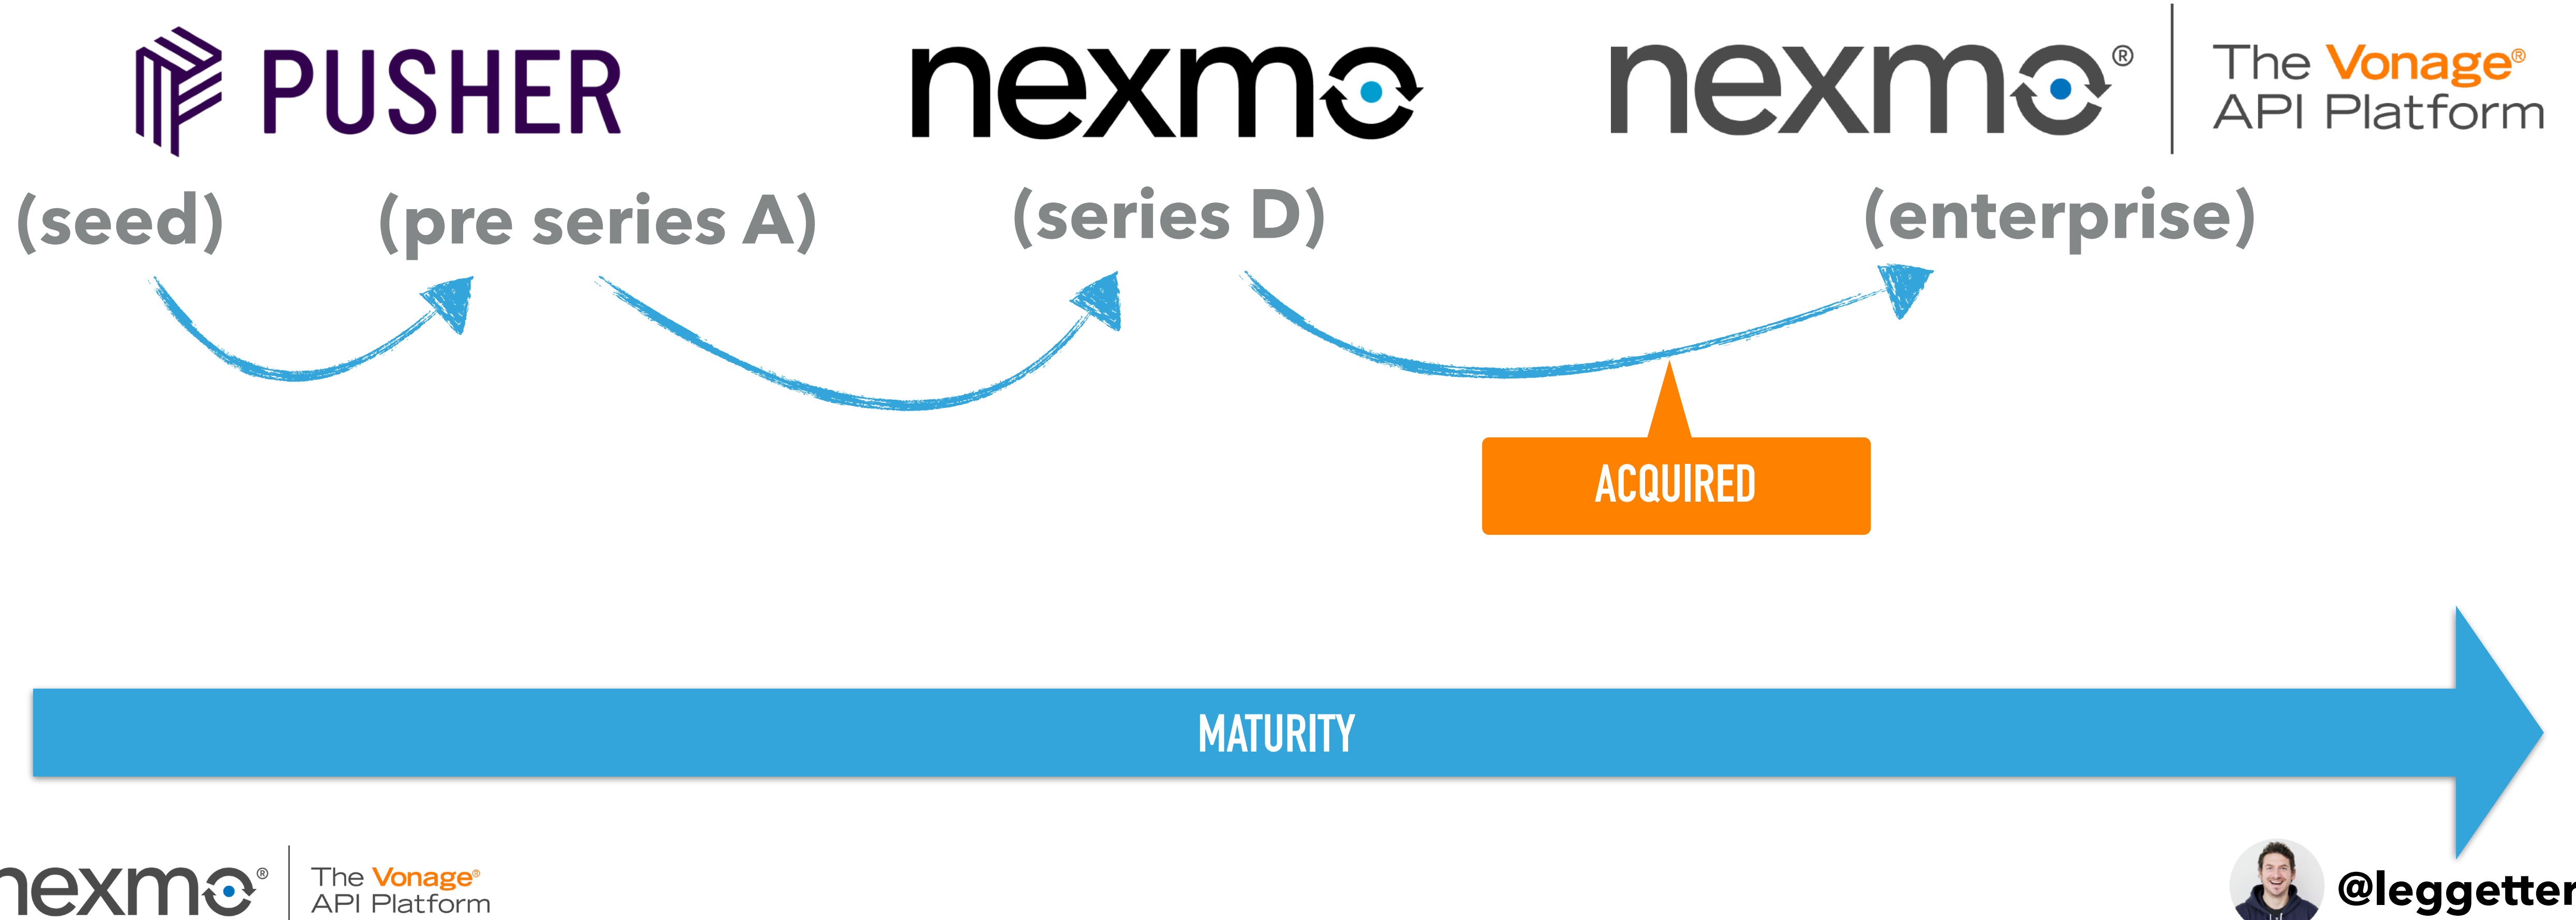 PUSHER
nexmo
nexmo®
The Vonage®
API Platform
(seed)
(pre series A)
(series D)
(enterprise)
ACQUIRED
MATURITY
nexmo®
The Vonage®
API Platform
@leggetter